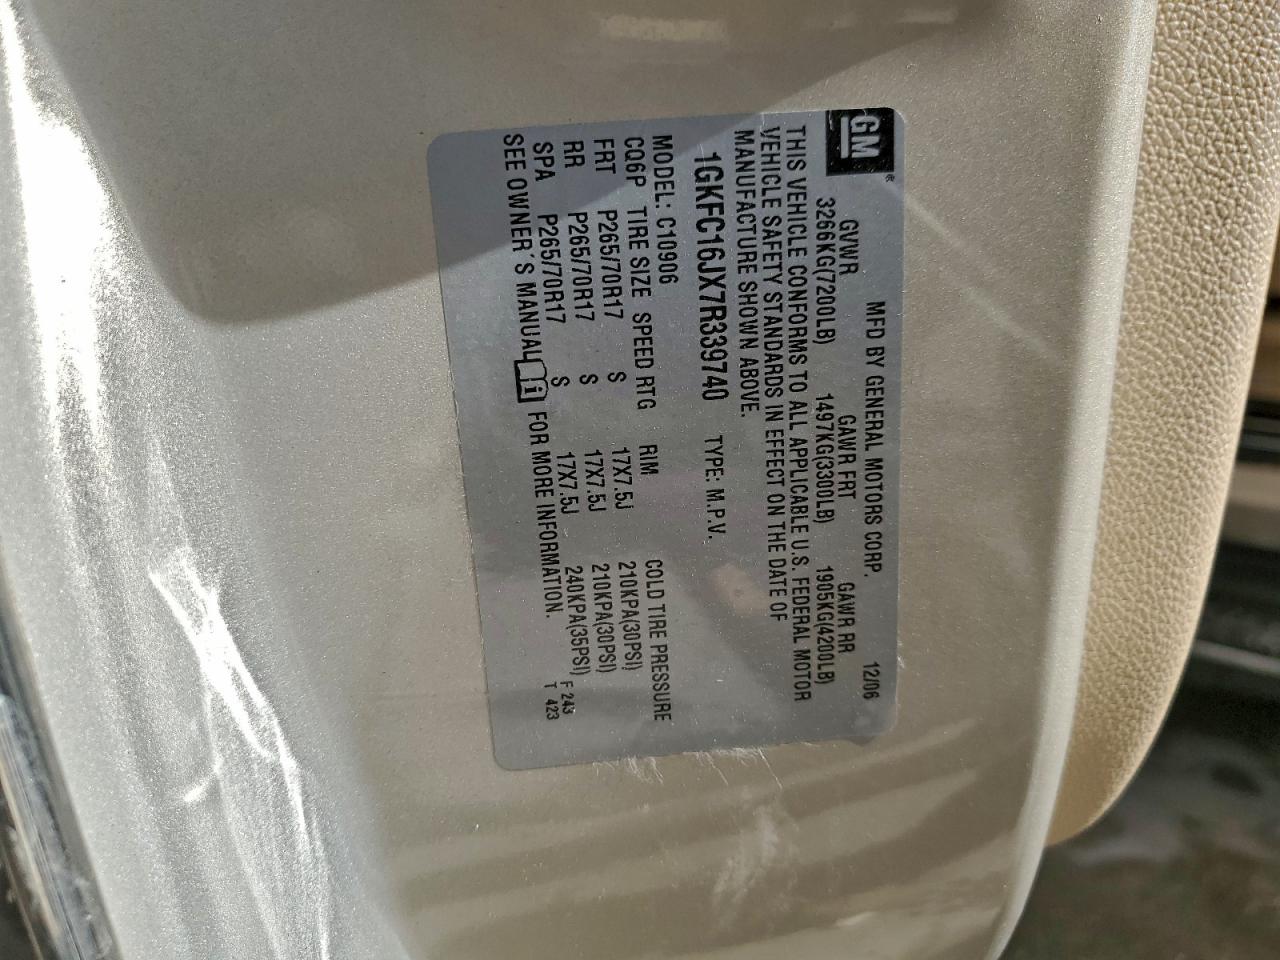 GM® MFD BY GENERAL MOTORS CORP. 12/06
GVWR GAWR FRT GAWR RR
3266KG(7200LB) 1497KG(3300LB) 1905KG(4200LB)
THIS VEHICLE CONFORMS TO ALL APPLICABLE U.S. FEDERAL MOTOR
VEHICLE SAFETY STANDARDS IN EFFECT ON THE DATE OF
MANUFACTURE SHOWN ABOVE.
1GKFC16JX7R339740 TYPE: M.P.V.
MODEL: C10906
CQ6P TIRE SIZE SPEED RTG RIM COLD TIRE PRESSURE
FRT P265/70R17 S 17X7.5J 210KPA(30PSI)
RR P265/70R17 S 17X7.5J 210KPA(30PSI)
SPA P265/70R17 S 17X7.5J 240KPA(35PSI) F 243
SEE OWNER'S MANUAL FOR MORE INFORMATION. T 423